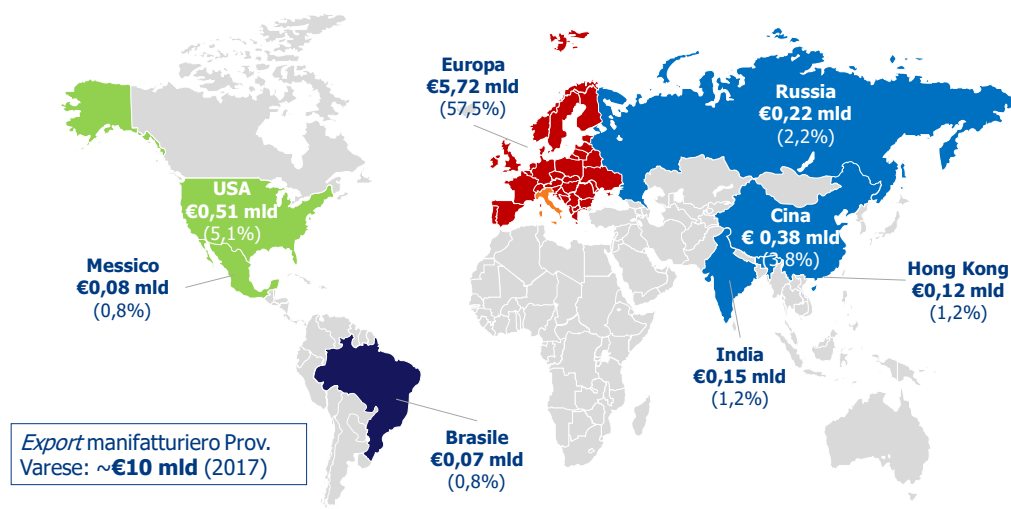 Europa
€5,72 mld
(57,5%)
Russia
€0,22 mld
(2,2%)
USA
€0,51 mld
(5,1%)
Cina
€ 0,38 mld
(3,8%)
Messico
€0,08 mld
(0,8%)
Hong Kong
€0,12 mld
(1,2%)
India
€0,15 mld
(1,2%)
Brasile
€0,07 mld
(0,8%)
Export manifatturiero Prov.
Varese: ~€10 mld (2017)